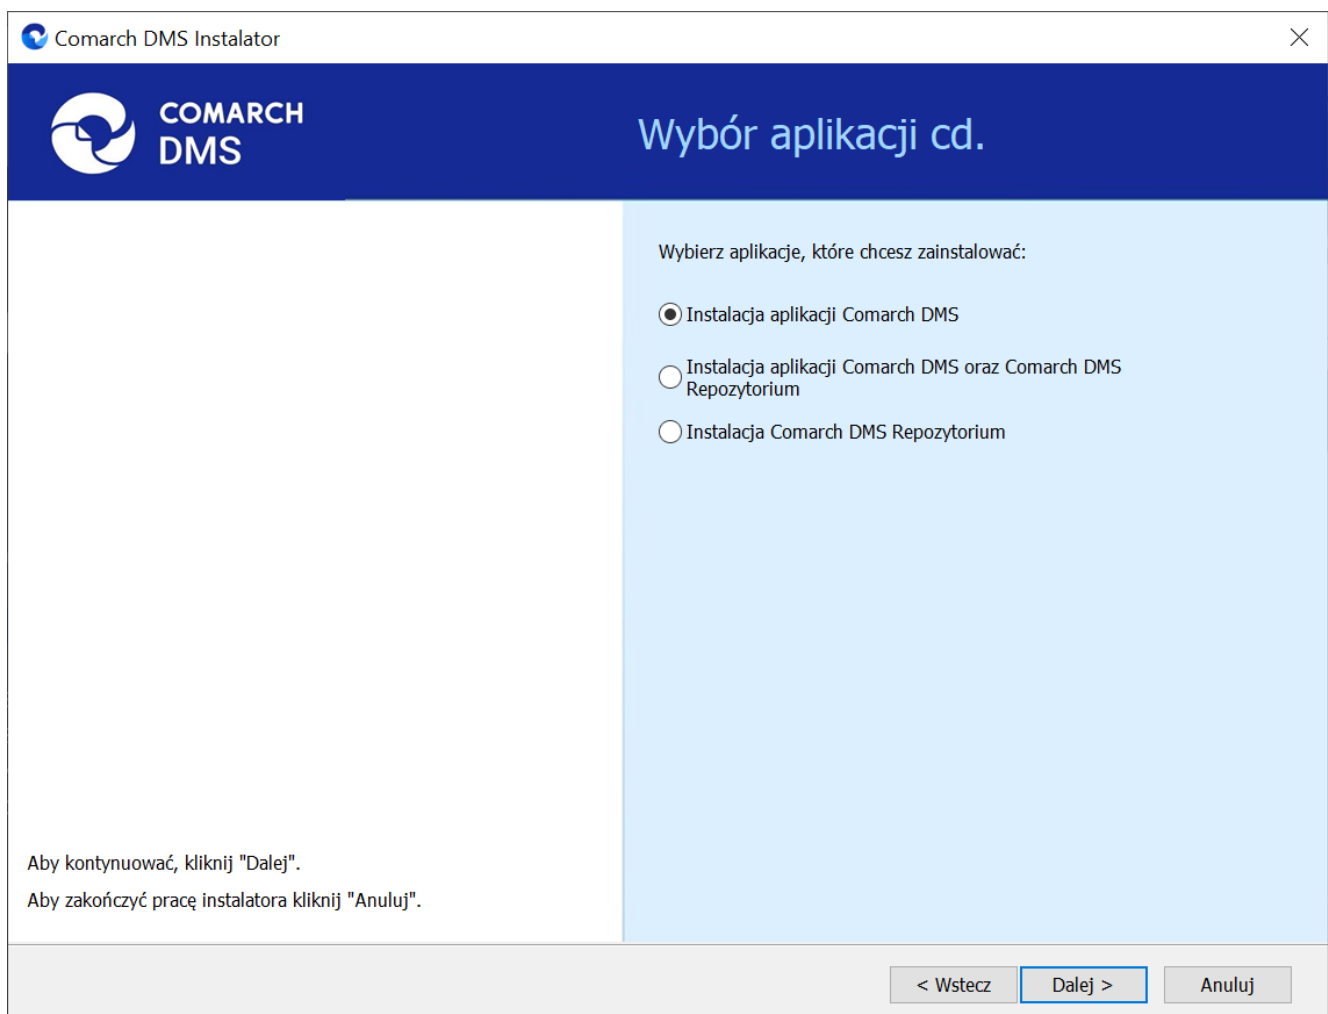 Comarch DMS Instalator
COMARCH
DMS
Wybór aplikacji cd.
Wybierz aplikacje, które chcesz zainstalować:
Instalacja aplikacji Comarch DMS
Instalacja aplikacji Comarch DMS oraz Comarch DMS
Repozytorium
Instalacja Comarch DMS Repozytorium
Aby kontynuować, kliknij "Dalej".
Aby zakończyć pracę instalatora kliknij "Anuluj".
< Wstecz
Dalej >
Anuluj